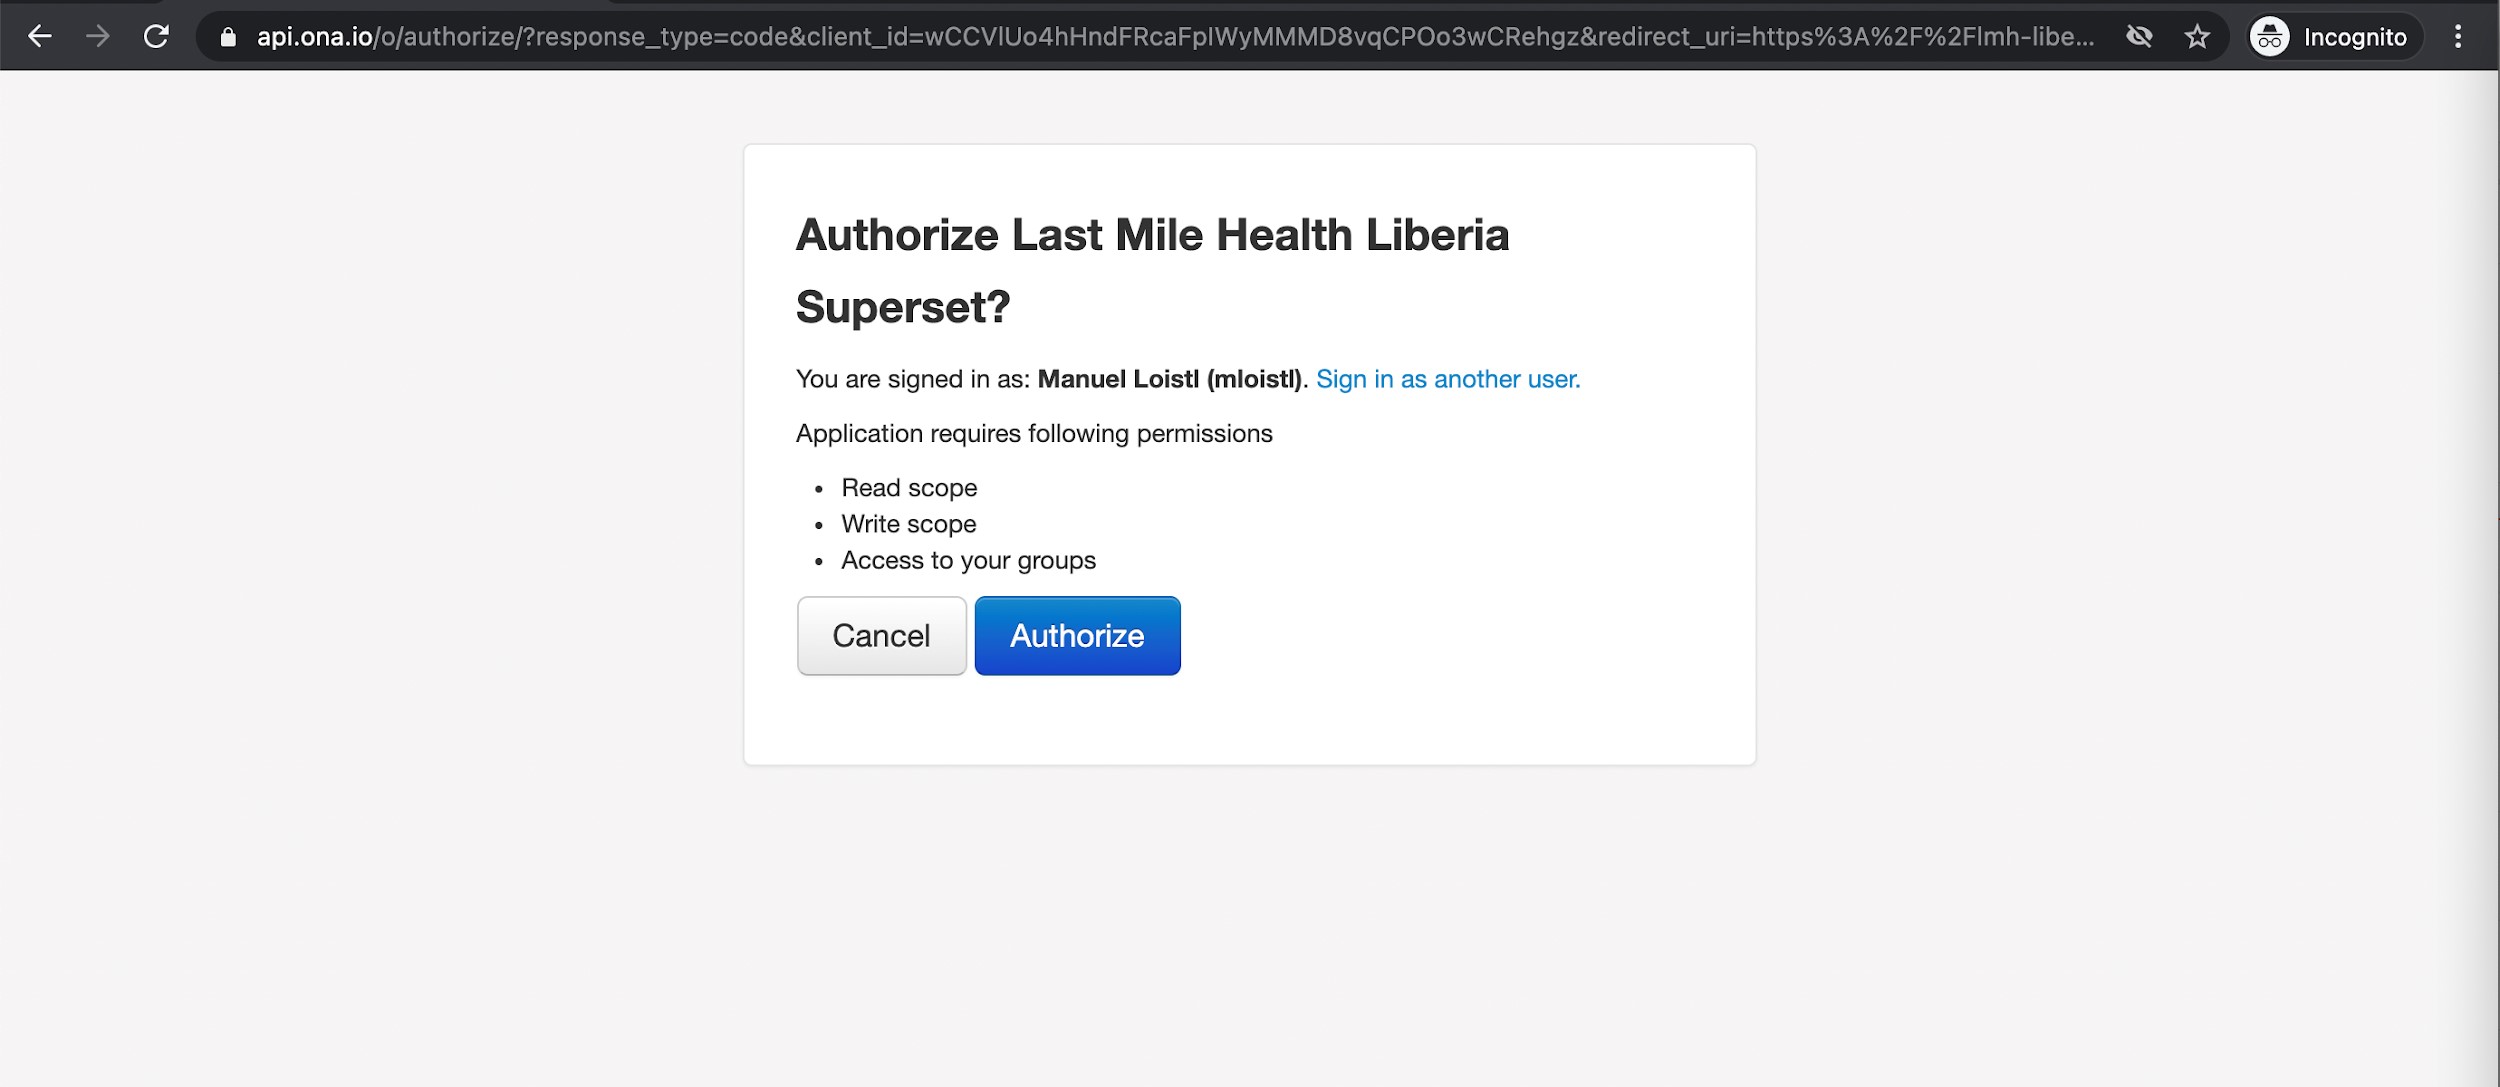 api.ona.io/o/authorize/?response_type=code&client_id=wCCVlUo4hHndFRcaFpIWyMMMD8vqCPOo3wCRehgz&redirect_uri=https%3A%2F%2Flmh-libe... Incognito
Authorize Last Mile Health Liberia
Superset?
You are signed in as: Manuel Loistl (mloistl). Sign in as another user.
Application requires following permissions
• Read scope
• Write scope
• Access to your groups
Cancel Authorize